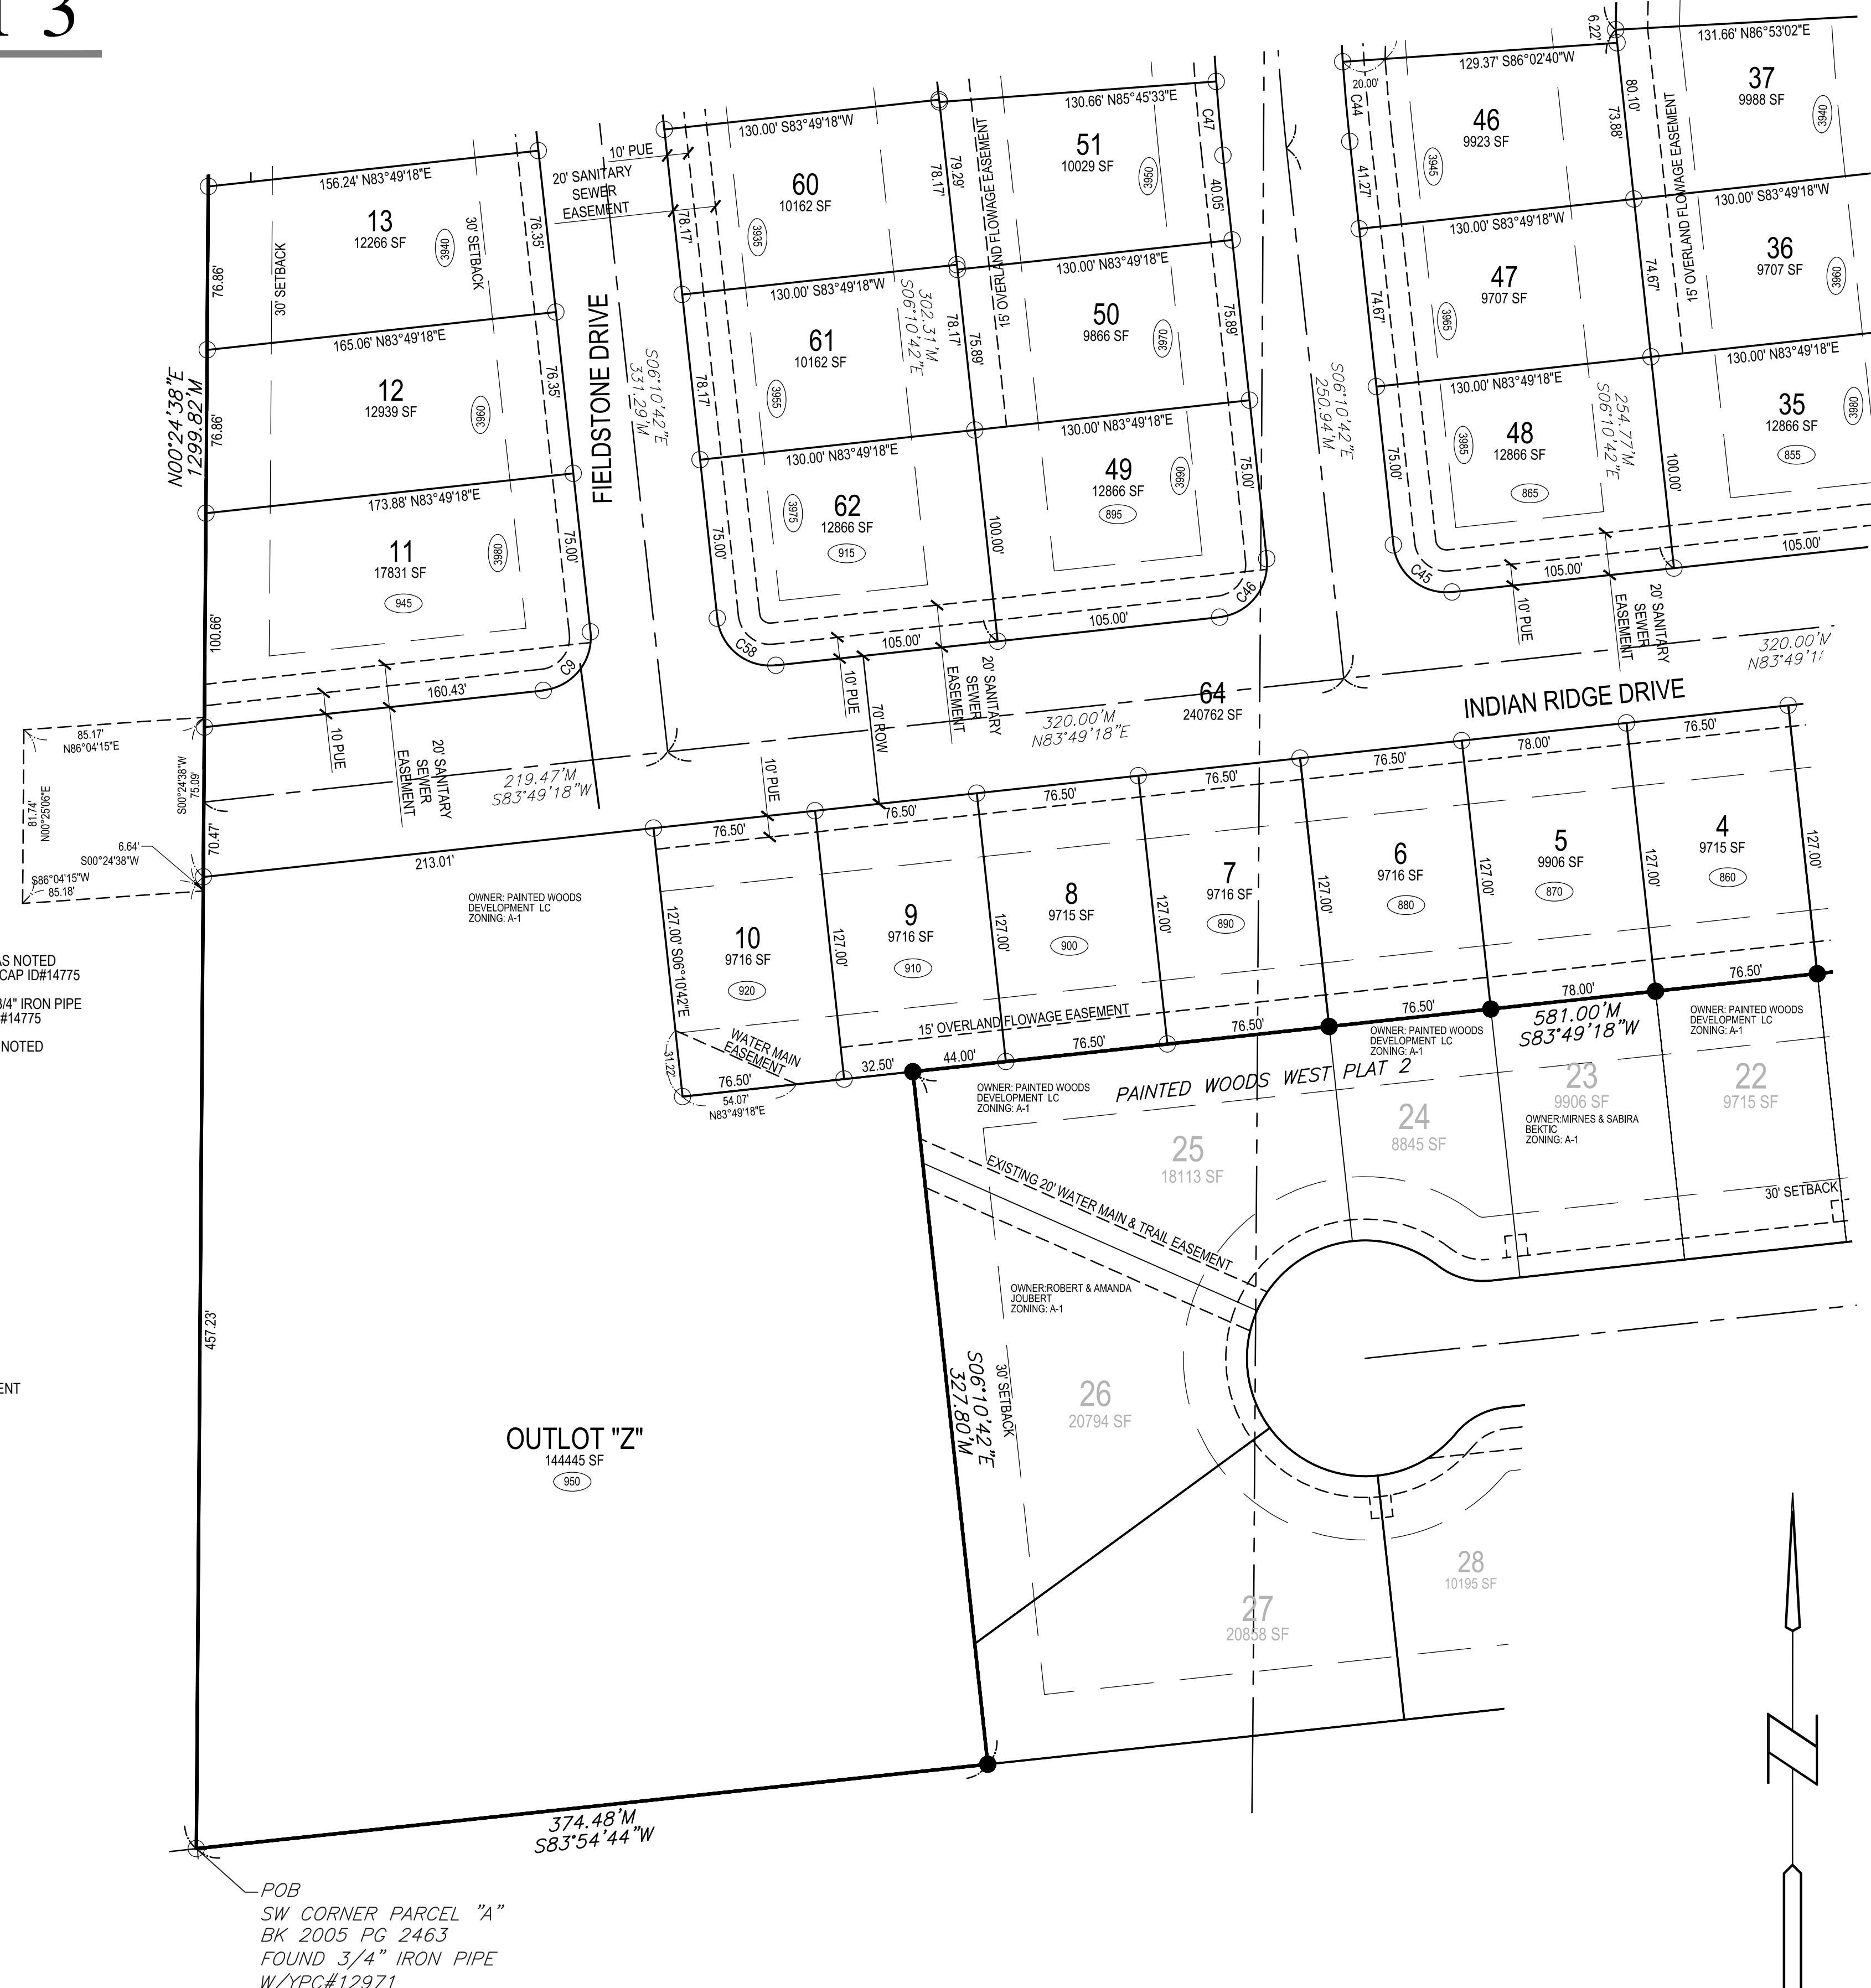 3
156.24' N83°49'18"E
13
12266 SF
3940
30' SETBACK
30' SETBACK
76.86'
76.35'
165.06' N83°49'18"E
12
12939 SF
3960
76.86'
76.35'
N00°24'38"E
1299.82'M
173.88' N83°49'18"E
11
17831 SF
3980
945
75.00'
100.66'
C9
160.43'
10 PUE
20' SANITARY
SEWER
EASEMENT
FIELDSTONE DRIVE
S06°10'42"E
331.29'M
10' PUE
20' SANITARY
SEWER
EASEMENT
130.00' S83°49'18"W
60
10162 SF
3935
78.17'
78.17'
79.29'
130.00' S83°49'18"W
61
10162 SF
3955
78.17'
78.17'
75.89'
302.31'M
S06°10'42"E
130.00' N83°49'18"E
62
12866 SF
3975
915
75.00'
100.00'
C58
105.00'
10' PUE
70' ROW
20' SANITARY
SEWER
EASEMENT
130.66' N85°45'33"E
51
10029 SF
3950
C47
40.05'
15' OVERLAND FLOWAGE EASEMENT
130.00' N83°49'18"E
50
9866 SF
3970
75.89'
130.00' N83°49'18"E
49
12866 SF
3990
895
75.00'
C46
105.00'
S06°10'42"E
250.94'M
129.37' S86°02'40"W
20.00'
6.22'
C44
46
9923 SF
3945
41.27'
80.10'
73.88'
130.00' S83°49'18"W
47
9707 SF
3965
74.67'
74.67'
130.00' N83°49'18"E
48
12866 SF
3985
865
75.00'
100.00'
254.77'M
S06°10'42"E
C45
105.00'
10' PUE
20' SANITARY
SEWER
EASEMENT
131.66' N86°53'02"E
37
9988 SF
3940
15' OVERLAND FLOWAGE EASEMENT
130.00' S83°49'18"W
36
9707 SF
3960
130.00' N83°49'18"E
35
12866 SF
3980
855
105.00'
320.00'M
N83°49'1
INDIAN RIDGE DRIVE
64
240762 SF
320.00'M
N83°49'18"E
219.47'M
S83°49'18"W
85.17'
N86°04'15"E
S00°24'38"W
75.09'
81.74'
N00°25'06"E
6.64'
S00°24'38"W
S86°04'15"W
85.18'
70.47'
213.01'
10' PUE
76.50'
76.50'
76.50'
76.50'
76.50'
78.00'
76.50'
OWNER: PAINTED WOODS
DEVELOPMENT LC
ZONING: A-1
10
9716 SF
920
127.00' S06°10'42"E
31.22'
WATER MAIN
EASEMENT
76.50'
54.07'
N83°49'18"E
127.00'
9
9716 SF
910
32.50'
44.00'
127.00'
8
9715 SF
900
76.50'
127.00'
7
9716 SF
890
76.50'
127.00'
6
9716 SF
880
76.50'
127.00'
5
9906 SF
870
78.00'
127.00'
4
9715 SF
860
76.50'
127.00'
15' OVERLAND FLOWAGE EASEMENT
581.00'M
S83°49'18"W
AS NOTED
CAP ID#14775
3/4" IRON PIPE
#14775
NOTED
ENT
OWNER: PAINTED WOODS
DEVELOPMENT LC
ZONING: A-1
PAINTED WOODS WEST PLAT 2
OWNER: PAINTED WOODS
DEVELOPMENT LC
ZONING: A-1
OWNER: PAINTED WOODS
DEVELOPMENT LC
ZONING: A-1
25
18113 SF
24
8845 SF
23
9906 SF
OWNER:MIRNES & SABIRA
BEKTIC
ZONING: A-1
22
9715 SF
30' SETBACK
EXISTING 20' WATER MAIN & TRAIL EASEMENT
OWNER:ROBERT & AMANDA
JOUBERT
ZONING: A-1
S06°10'42"E
327.80'M
30' SETBACK
26
20794 SF
27
20858 SF
28
10195 SF
457.23'
OUTLOT "Z"
144445 SF
950
374.48'M
S83°54'44"W
POB
SW CORNER PARCEL "A"
BK 2005 PG 2463
FOUND 3/4" IRON PIPE
W/YPC#12971
N